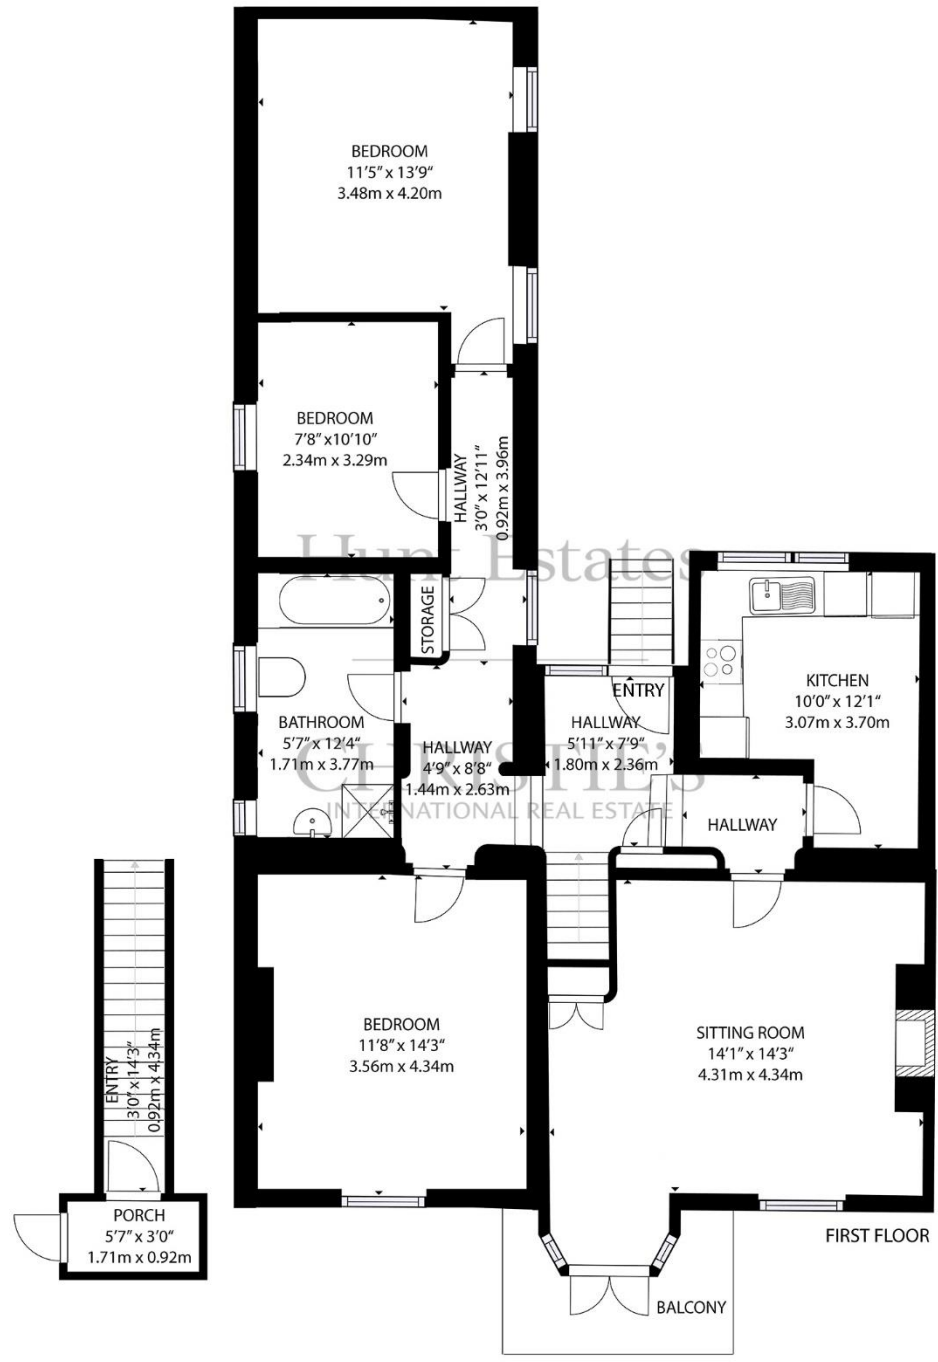 BEDROOM
11'5" x 13'9"
3.48m x 4.20m
BEDROOM
7'8" x10'10"
2.34m x 3.29m
HALLWAY
3'0" x 12'11"
0.92m x 3.96m
Hunt Estates
STORAGE
ENTRY
KITCHEN
10'0" x 12'1"
3.07m x 3.70m
BATHROOM
5'7" x 12'4"
1.71m x 3.77m
HALLWAY
4'9" x 8'8"
1.44m x 2.63m
HALLWAY
5'11" x 7'9"
1.80m x 2.36m
CHRISTIE'S
INTERNATIONAL REAL ESTATE
HALLWAY
BEDROOM
11'8" x 14'3"
3.56m x 4.34m
SITTING ROOM
14'1" x 14'3"
4.31m x 4.34m
ENTRY
3'0" x 14'3"
0.92m x 4.34m
PORCH
5'7" x 3'0"
1.71m x 0.92m
FIRST FLOOR
BALCONY